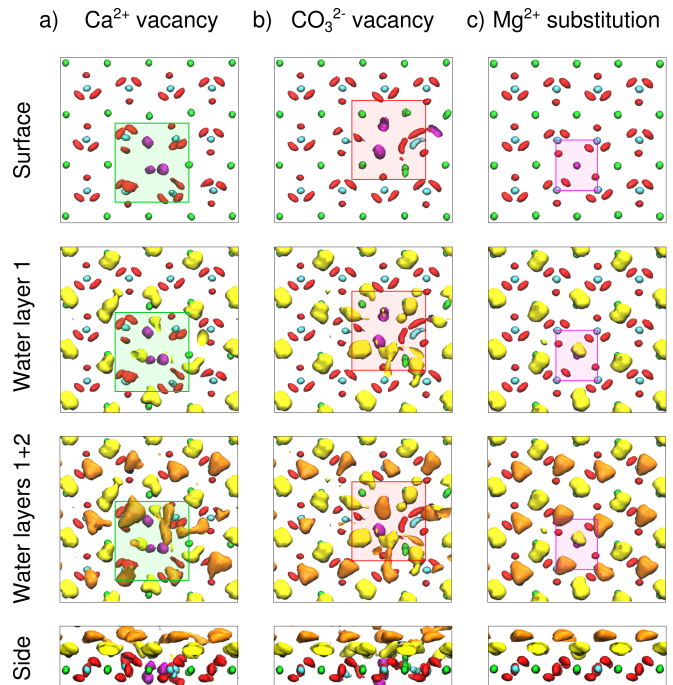 a) Ca²⁺ vacancy b) CO₃²⁻ vacancy c) Mg²⁺ substitution
Surface
Water layer 1
Water layers 1+2
Side